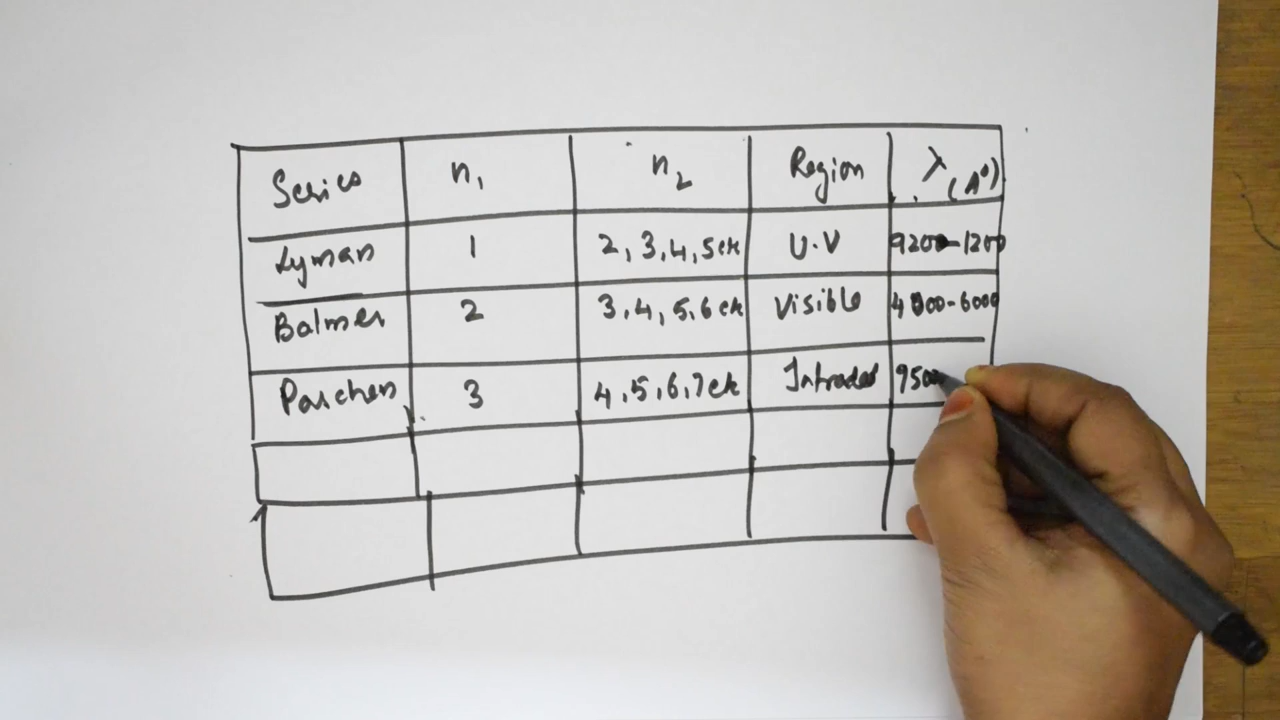 Series n₁ n₂ Region λ (A⁰)
Lyman 1 2, 3, 4, 5 etc U.V 9200-1200
Balmer 2 3, 4, 5, 6 etc Visible 4000-6000
Paschen 3 4, 5, 6, 7 etc Infrared 9500